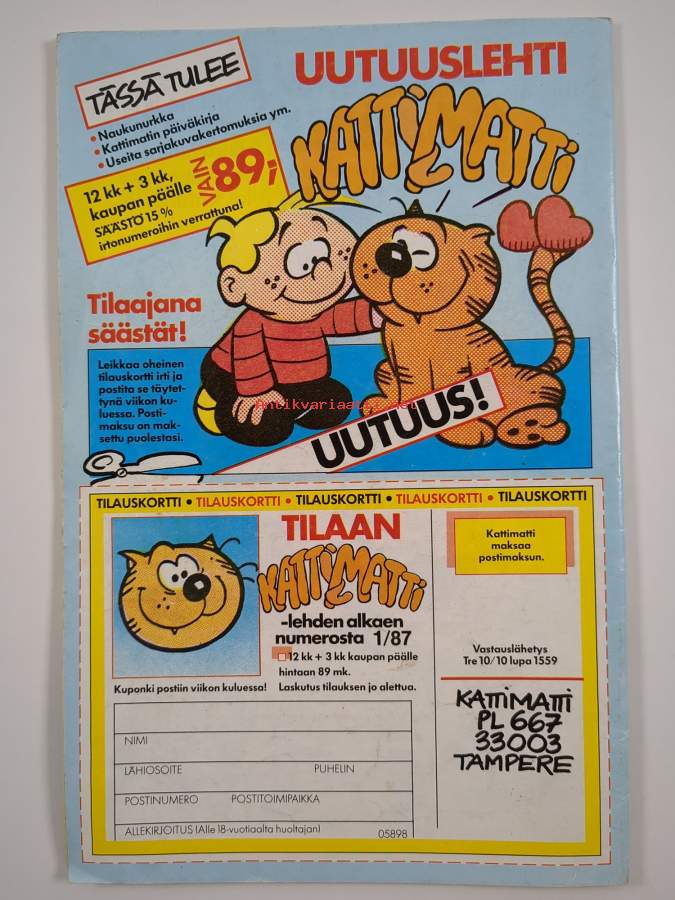 TÄSSÄ TULEE
UUTUUSLEHTI
KATTIMATTI
• Naukunurkka
• Kattimatin päiväkirja
• Useita sarjakuvakertomuksia ym.
12 kk + 3 kk,
kaupan päälle
VAIN 89,-
SÄÄSTÖ 15 %
irtonumeroihin verrattuna!
Tilaajana
säästät!
Leikkaa oheinen
tilauskortti irti ja
postita se täytet-
tynä viikon ku-
luessa. Posti-
maksu on mak-
settu puolestasi.
Antikvariaatti.net
UUTUUS!
TILAUSKORTTI • TILAUSKORTTI • TILAUSKORTTI • TILAUSKORTTI • TILAUSKORTTI
TILAAN
KATTIMATTI
-lehden alkaen
numerosta 1/87
12 kk + 3 kk kaupan päälle
hintaan 89 mk.
Kuponki postiin viikon kuluessa!
Laskutus tilauksen jo alettua.
NIMI
LÄHIOSOITE PUHELIN
POSTINUMERO POSTITOIMIPAIKKA
ALLEKIRJOITUS (Alle 18-vuotiaalta huoltajan) 05898
Kattimatti
maksaa
postimaksun.
Vastauslähetys
Tre 10/10 lupa 1559
KATTIMATTI
PL 667
33003
TAMPERE